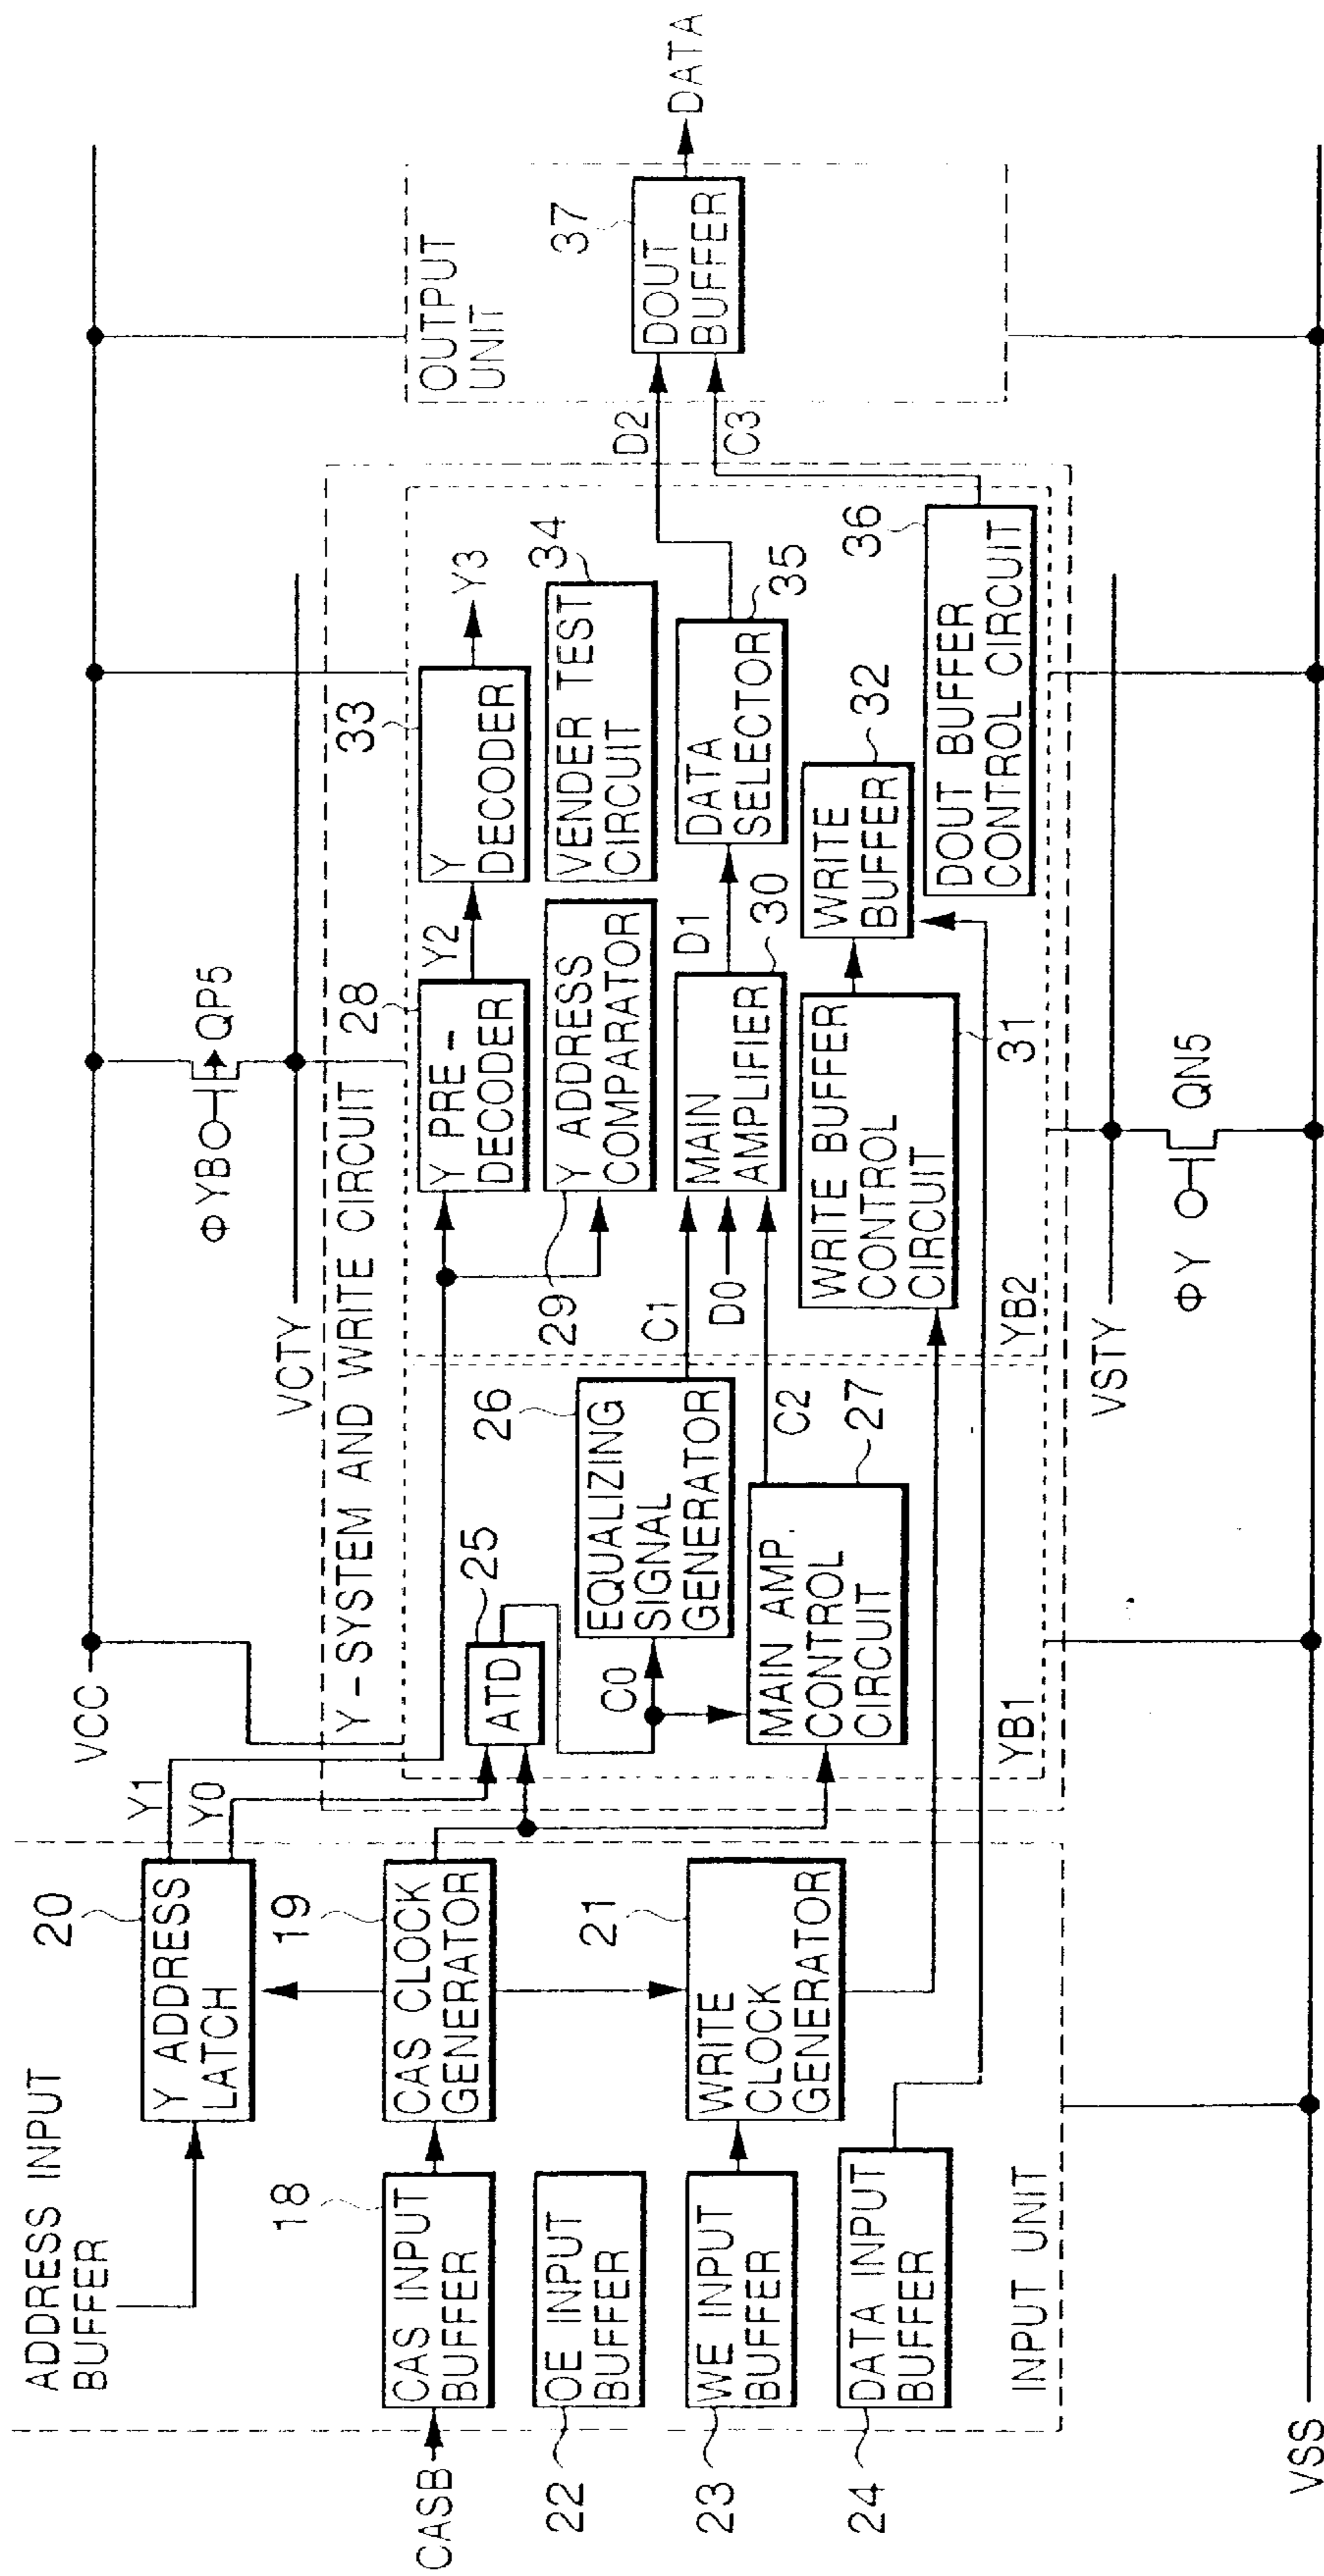 ADDRESS INPUT
BUFFER
20
Y ADDRESS
LATCH
Y1
Y0
18
CASB
CAS INPUT
BUFFER
19
CAS CLOCK
GENERATOR
22
OE INPUT
BUFFER
23
WE INPUT
BUFFER
21
WRITE
CLOCK
GENERATOR
24
DATA INPUT
BUFFER
INPUT UNIT
VSS
VCC
VCTY
ΦYB
QP5
Y-SYSTEM AND WRITE CIRCUIT
25
ATD
C0
26
EQUALIZING
SIGNAL
GENERATOR
C1
MAIN AMP.
CONTROL
CIRCUIT
27
C2
YB1
28
Y PRE-
DECODER
Y2
33
Y
DECODER
Y3
29
Y ADDRESS
COMPARATOR
VENDER TEST
CIRCUIT
34
D0
MAIN
AMPLIFIER
30
D1
DATA
SELECTOR
35
WRITE BUFFER
CONTROL
CIRCUIT
31
WRITE
BUFFER
32
DOUT BUFFER
CONTROL CIRCUIT
36
YB2
VSTY
ΦY
QN5
D2
C3
OUTPUT
UNIT
37
DOUT
BUFFER
DATA